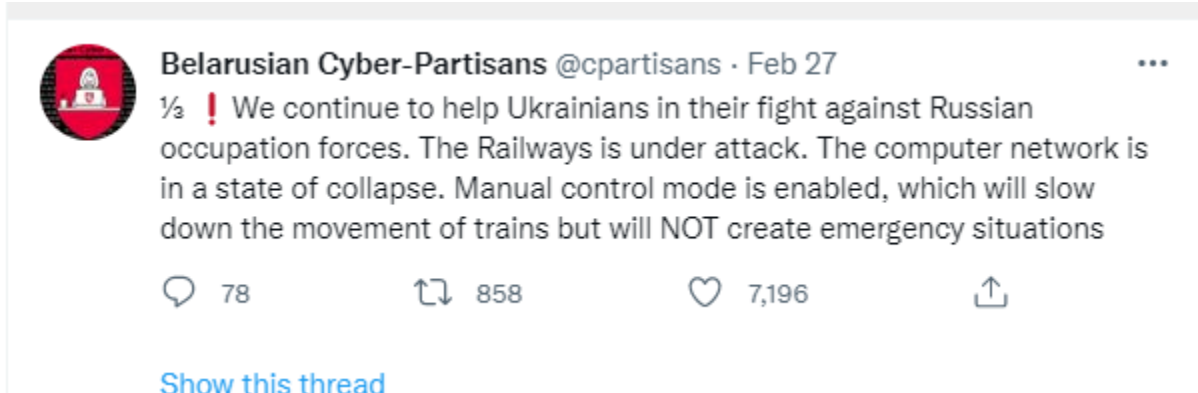 Belarusian Cyber-Partisans @cpartisans · Feb 27
⅓ ❗ We continue to help Ukrainians in their fight against Russian
occupation forces. The Railways is under attack. The computer network is
in a state of collapse. Manual control mode is enabled, which will slow
down the movement of trains but will NOT create emergency situations
78 858 7,196
Show this thread